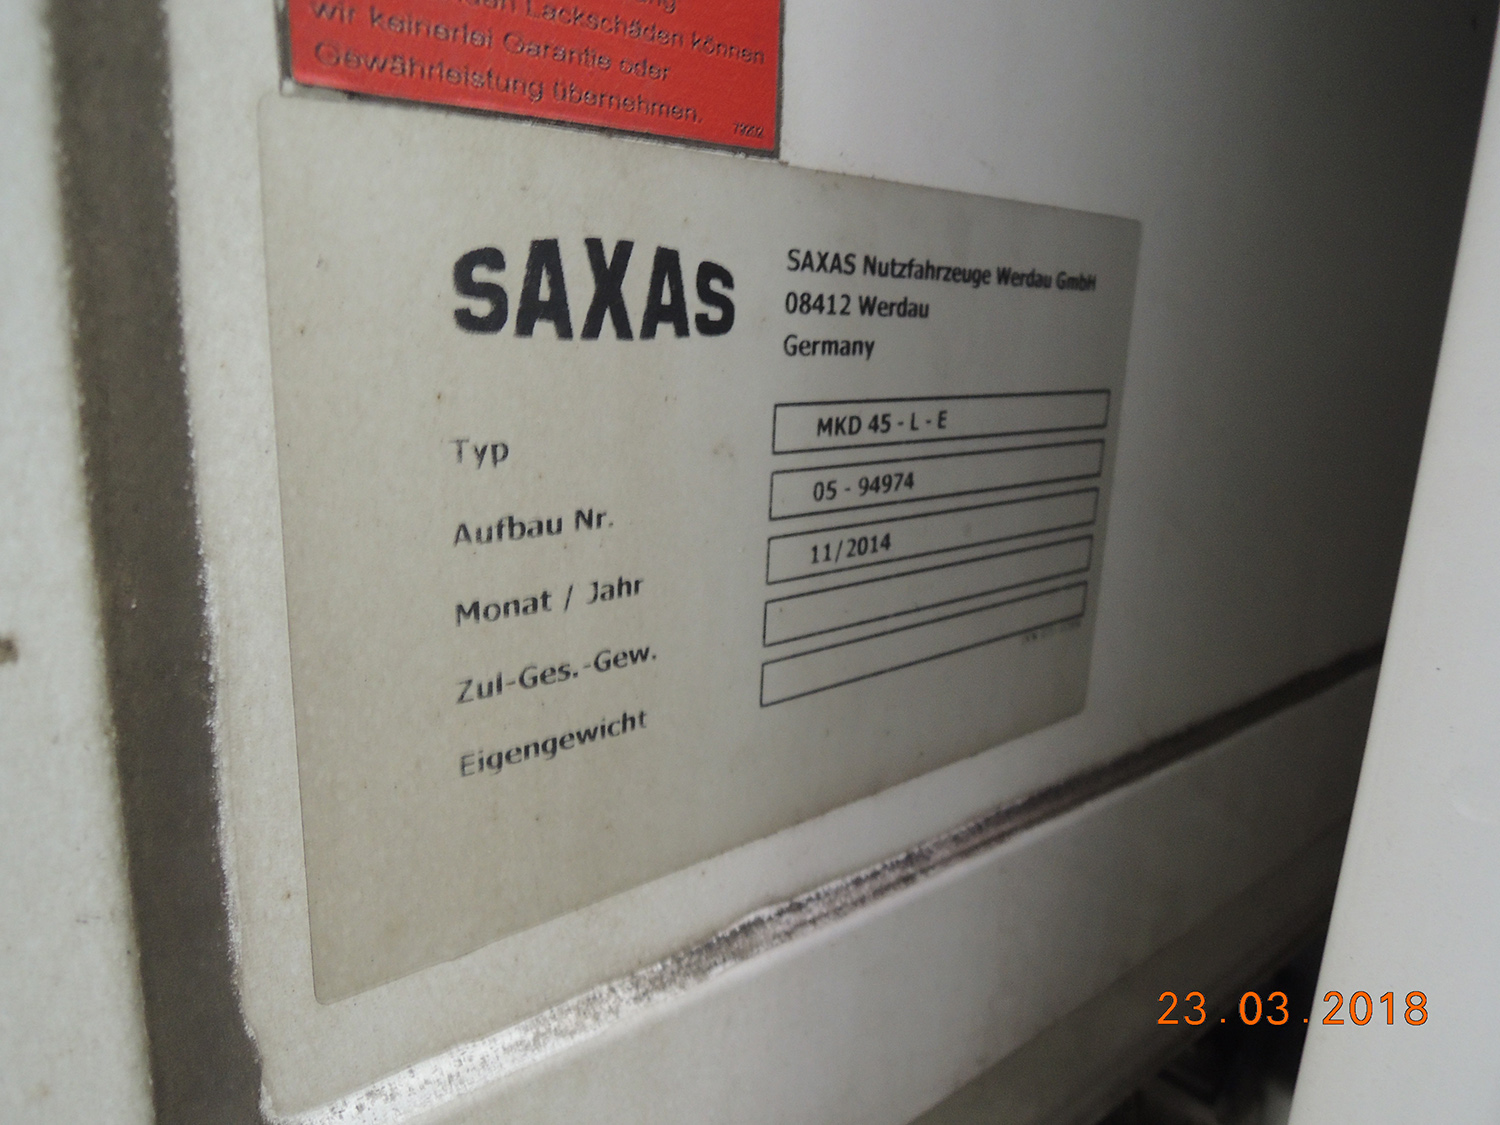 Lackschäden können
wir keinerlei Garantie oder
Gewährleistung übernehmen.
79202
SAXAS
SAXAS Nutzfahrzeuge Werdau GmbH
08412 Werdau
Germany
Typ MKD 45 - L - E
Aufbau Nr. 05 - 94974
Monat / Jahr 11/2014
Zul-Ges.-Gew.
Eigengewicht
23.03.2018